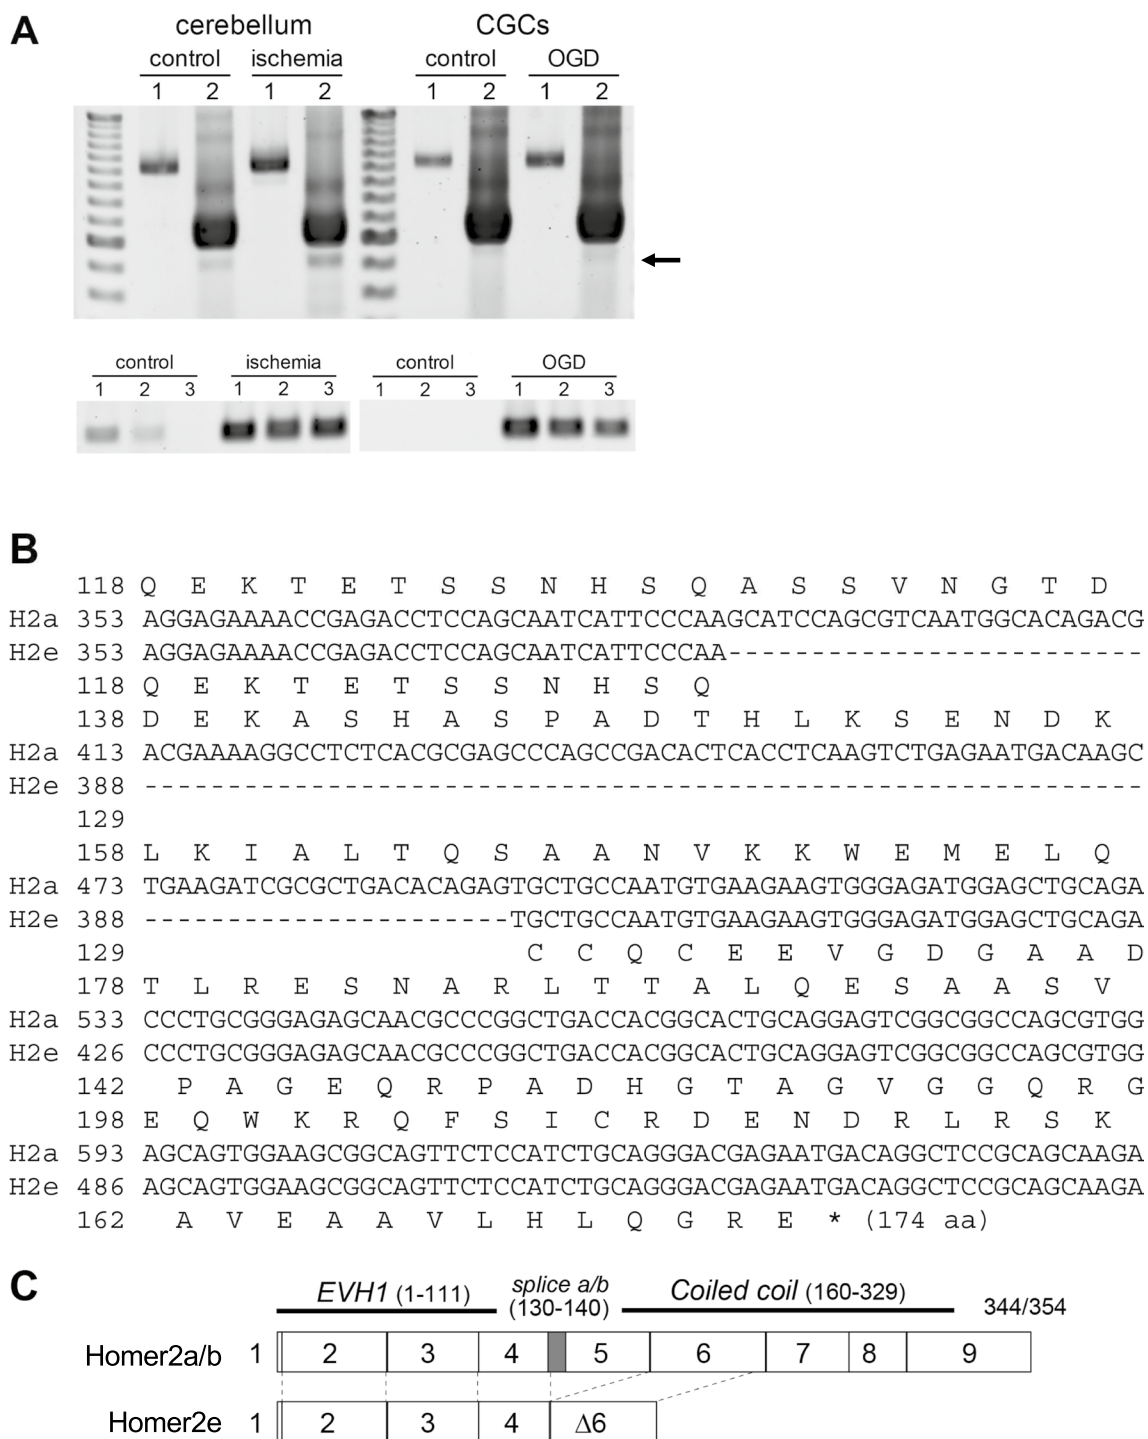 A
cerebellum CGCs
control ischemia control OGD
1 2 1 2 1 2 1 2
control ischemia control OGD
1 2 3 1 2 3 1 2 3 1 2 3
B
118 Q E K T E T S S N H S Q A S S V N G T D
H2a 353 AGGAGAAAACCGAGACCTCCAGCAATCATTCCCAAGCATCCAGCGTCAATGGCACAGACG
H2e 353 AGGAGAAAACCGAGACCTCCAGCAATCATTCCCAA-------------------------
118 Q E K T E T S S N H S Q
138 D E K A S H A S P A D T H L K S E N D K
H2a 413 ACGAAAAGGCCTCTCACGCGAGCCCAGCCGACACTCACCTCAAGTCTGAGAATGACAAGC
H2e 388 ------------------------------------------------------------
129
158 L K I A L T Q S A A N V K K W E M E L Q
H2a 473 TGAAGATCGCGCTGACACAGAGTGCTGCCAATGTGAAGAAGTGGGAGATGGAGCTGCAGA
H2e 388 ----------------------TGCTGCCAATGTGAAGAAGTGGGAGATGGAGCTGCAGA
129 C C Q C E E V G D G A A D
178 T L R E S N A R L T T A L Q E S A A S V
H2a 533 CCCTGCGGGAGAGCAACGCCCGGCTGACCACGGCACTGCAGGAGTCGGCGGCCAGCGTGG
H2e 426 CCCTGCGGGAGAGCAACGCCCGGCTGACCACGGCACTGCAGGAGTCGGCGGCCAGCGTGG
142 P A G E Q R P A D H G T A G V G G Q R G
198 E Q W K R Q F S I C R D E N D R L R S K
H2a 593 AGCAGTGGAAGCGGCAGTTCTCCATCTGCAGGGACGAGAATGACAGGCTCCGCAGCAAGA
H2e 486 AGCAGTGGAAGCGGCAGTTCTCCATCTGCAGGGACGAGAATGACAGGCTCCGCAGCAAGA
162 A V E A A V L H L Q G R E * (174 aa)
C
EVH1 (1-111) splice a/b (130-140) Coiled coil (160-329) 344/354
Homer2a/b 1 2 3 4 5 6 7 8 9
Homer2e 1 2 3 4 Δ6